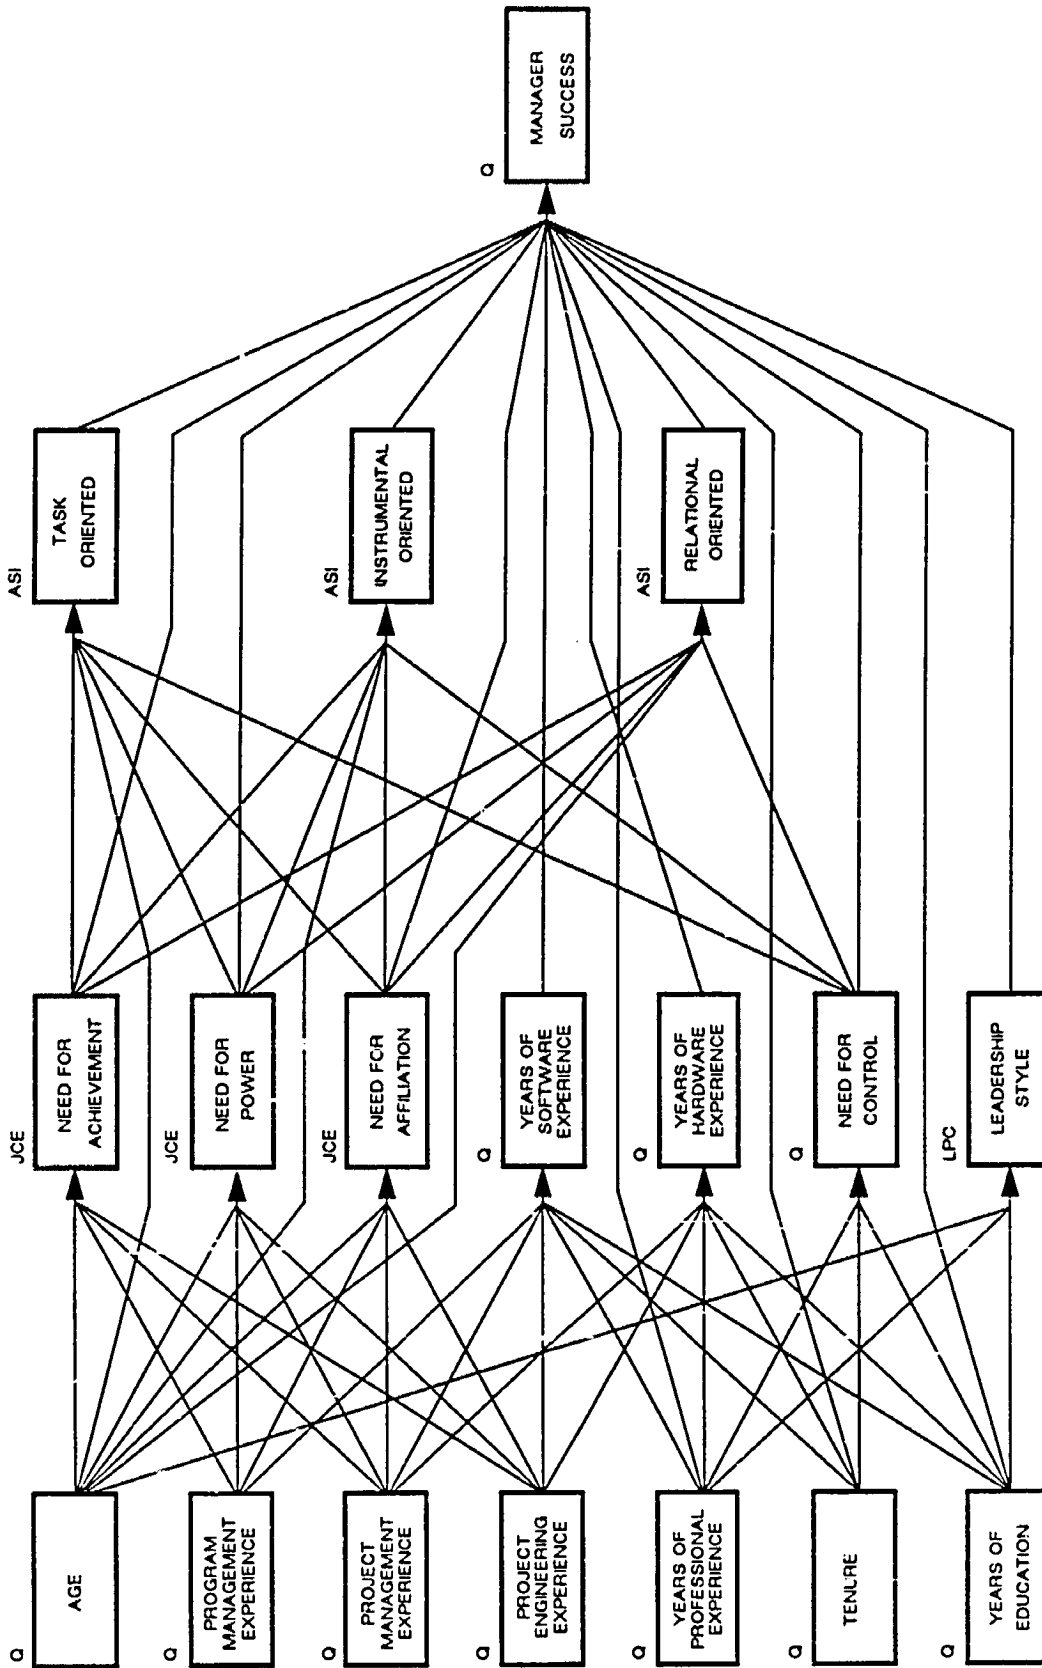 Q
AGE
Q
PROGRAM
MANAGEMENT
EXPERIENCE
Q
PROJECT
MANAGEMENT
EXPERIENCE
Q
PROJECT
ENGINEERING
EXPERIENCE
Q
YEARS OF
PROFESSIONAL
EXPERIENCE
Q
TENURE
Q
YEARS OF
EDUCATION
JCE
NEED FOR
ACHIEVEMENT
JCE
NEED FOR
POWER
JCE
NEED FOR
AFFILIATION
Q
YEARS OF
SOFTWARE
EXPERIENCE
Q
YEARS OF
HARDWARE
EXPERIENCE
Q
NEED FOR
CONTROL
LPC
LEADERSHIP
STYLE
ASI
TASK
ORIENTED
ASI
INSTRUMENTAL
ORIENTED
ASI
RELATIONAL
ORIENTED
Q
MANAGER
SUCCESS